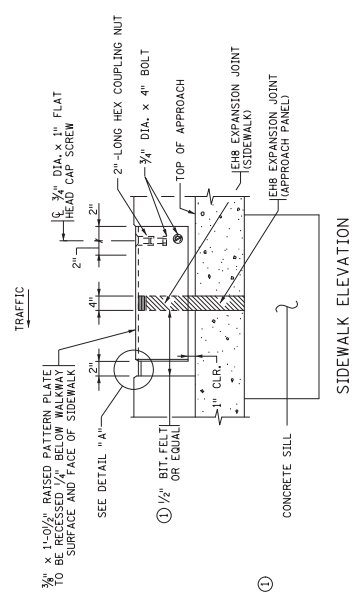 TRAFFIC
3/8" x 1'-0 1/2" RAISED PATTERN PLATE
TO BE RECESSED 1/4" BELOW WALKWAY
SURFACE AND FACE OF SIDEWALK
2"
4"
2"
2"
℄ 3/4" DIA. x 1" FLAT
HEAD CAP SCREW
2"-LONG HEX COUPLING NUT
3/4" DIA. x 4" BOLT
SEE DETAIL "A"
TOP OF APPROACH
① 1/2" BIT. FELT
OR EQUAL
1"
CLR.
EH8 EXPANSION JOINT
(SIDEWALK)
EH8 EXPANSION JOINT
(APPROACH PANEL)
CONCRETE SILL
①
SIDEWALK ELEVATION